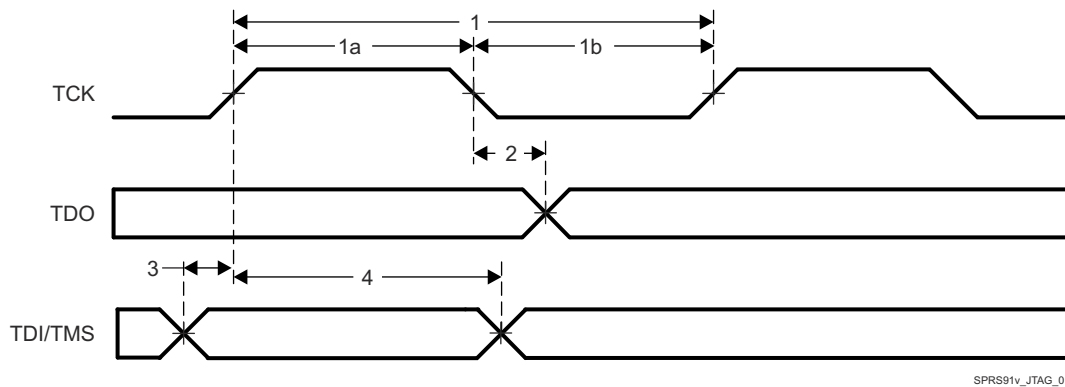 1
1a
1b
TCK
2
TDO
3
4
TDI/TMS
SPRS91v_JTAG_0